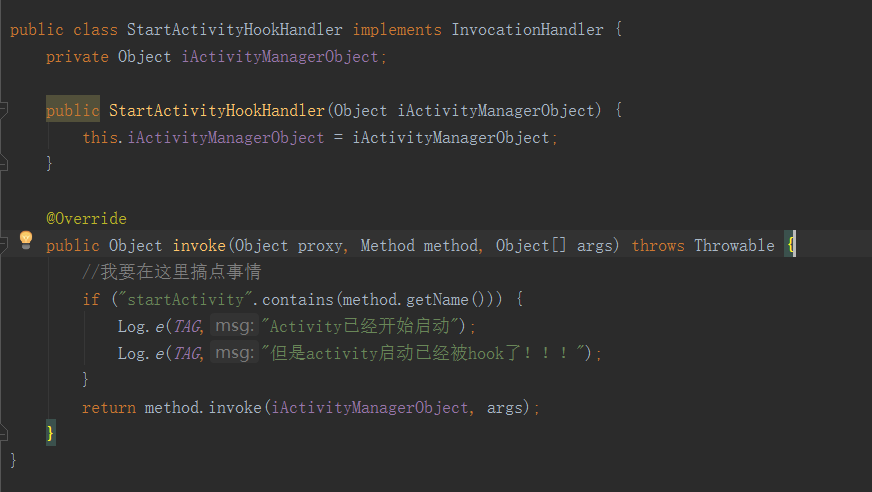 public class StartActivityHookHandler implements InvocationHandler {
private Object iActivityManagerObject;
public StartActivityHookHandler(Object iActivityManagerObject) {
this.iActivityManagerObject = iActivityManagerObject;
}
@Override
public Object invoke(Object proxy, Method method, Object[] args) throws Throwable {
//我要在这里搞点事情
if ("startActivity".contains(method.getName())) {
Log.e(TAG, msg: "Activity已经开始启动");
Log.e(TAG, msg: "但是activity启动已经被hook了！！！");
}
return method.invoke(iActivityManagerObject, args);
}
}